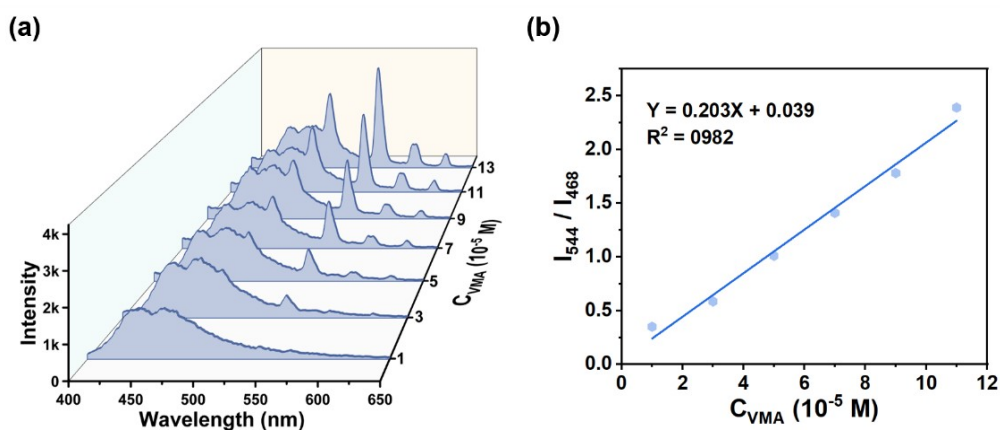 (a)
4k
3k
2k
1k
0
Intensity
400
450
500
550
600
650
Wavelength (nm)
1
3
5
7
9
11
13
C_VMA (10⁻⁵ M)
(b)
Y = 0.203X + 0.039
R² = 0982
2.5
2.0
1.5
1.0
0.5
0.0
I₅₄₄ / I₄₆₈
0
2
4
6
8
10
12
C_VMA (10⁻⁵ M)